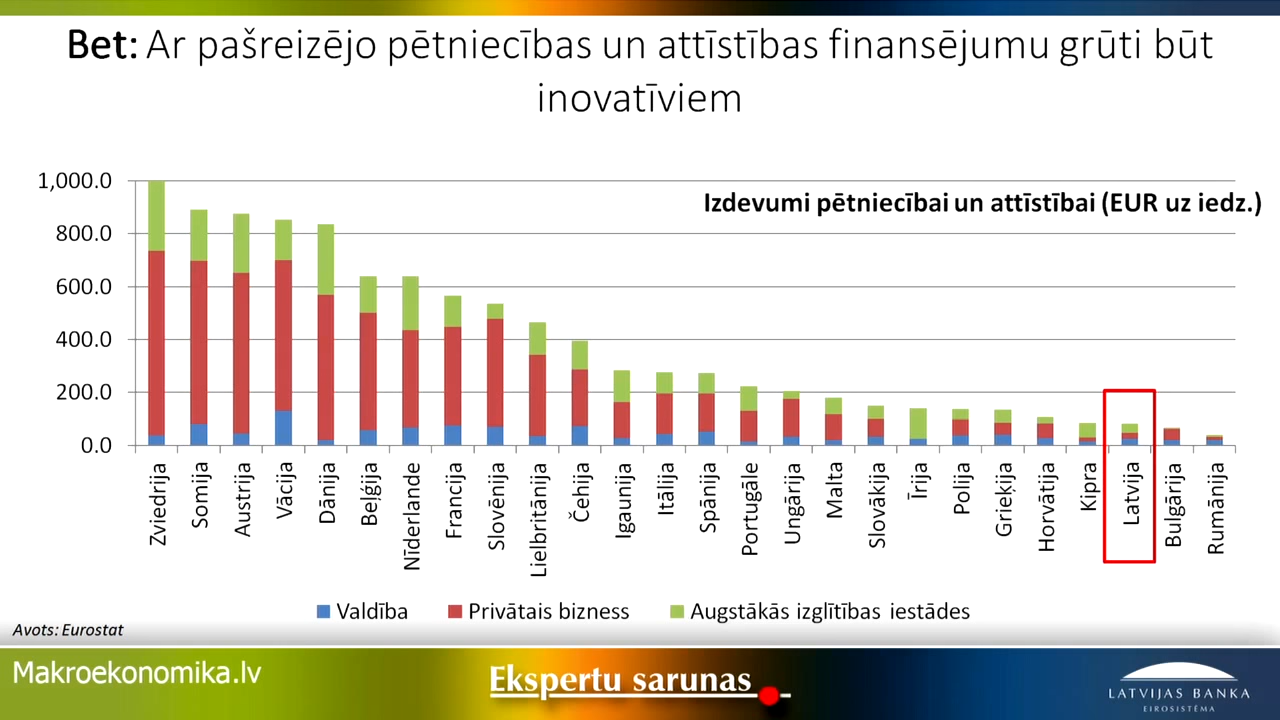 Bet: Ar pašreizējo pētniecības un attīstības finansējumu grūti būt
inovatīviem
Izdevumi pētniecībai un attīstībai (EUR uz iedz.)
1,000.0
800.0
600.0
400.0
200.0
0.0
Zviedrija
Somija
Austrija
Vācija
Dānija
Beļģija
Nīderlande
Francija
Slovēnija
Lielbritānija
Čehija
Igaunija
Itālija
Spānija
Portugāle
Ungārija
Malta
Slovākija
Īrija
Polija
Grieķija
Horvātija
Kipra
Latvija
Bulgārija
Rumānija
Valdība
Privātais bizness
Augstākās izglītības iestādes
Avots: Eurostat
Makroekonomika.lv
Ekspertu sarunas
LATVIJAS BANKA
EIROSISTĒMA